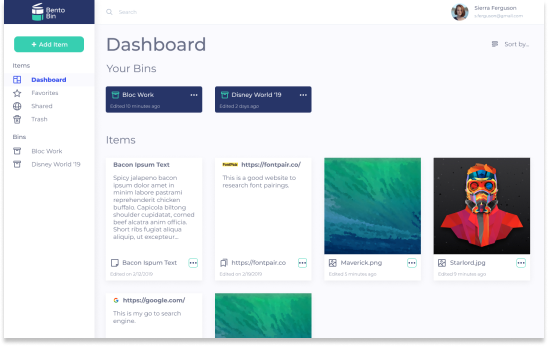 Bento
Bin
Search
Sierra Ferguson
sferguson@gmail.com
+ Add Item
Items
Dashboard
Favorites
Shared
Trash
Bins
Bloc Work
Disney World '19
Dashboard
Sort by...
Your Bins
Bloc Work
Edited 10 minutes ago
Disney World '19
Edited 2 days ago
Items
Bacon Ipsum Text
Spicy jalapeno bacon
ipsum dolor amet in
minim labore pastrami
reprehenderit chicken
buffalo. Capicola biltong
shoulder cupidatat, corned
beef alcatra anim officia.
Short ribs fugiat aliqua
aliquip, ut excepteur...
Bacon Ispum Text
Edited on 2/19/2019
FontPair
https://fontpair.co/
This is a good website to
research font pairings.
https://fontpair.co
Edited on 2/19/2019
Maverick.png
Edited 5 minutes ago
Starlord.jpg
Edited 9 minutes ago
G https://google.com/
This is my go to search
engine.